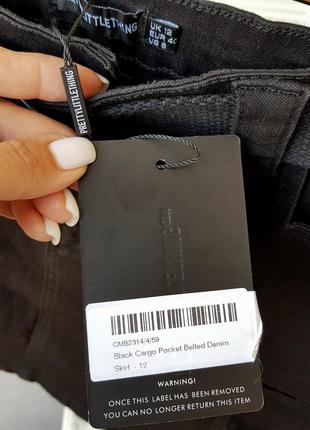 UK 12
EUR 40
US 8
PRETTYLITTLETHING
CMB2314/4/59
Black Cargo Pocket Belted Denim
Skirt - 12
WARNING!
ONCE THIS LABEL HAS BEEN REMOVED
YOU CAN NO LONGER RETURN THIS ITEM